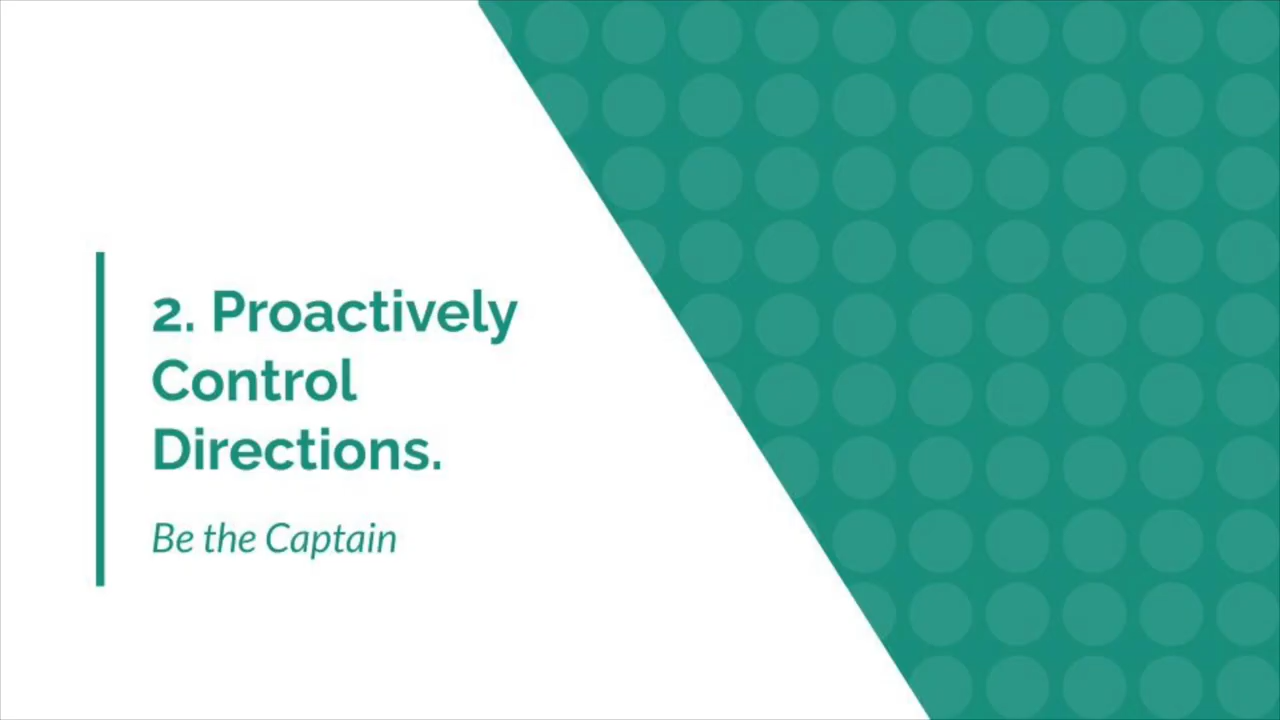 2. Proactively
Control
Directions.
Be the Captain